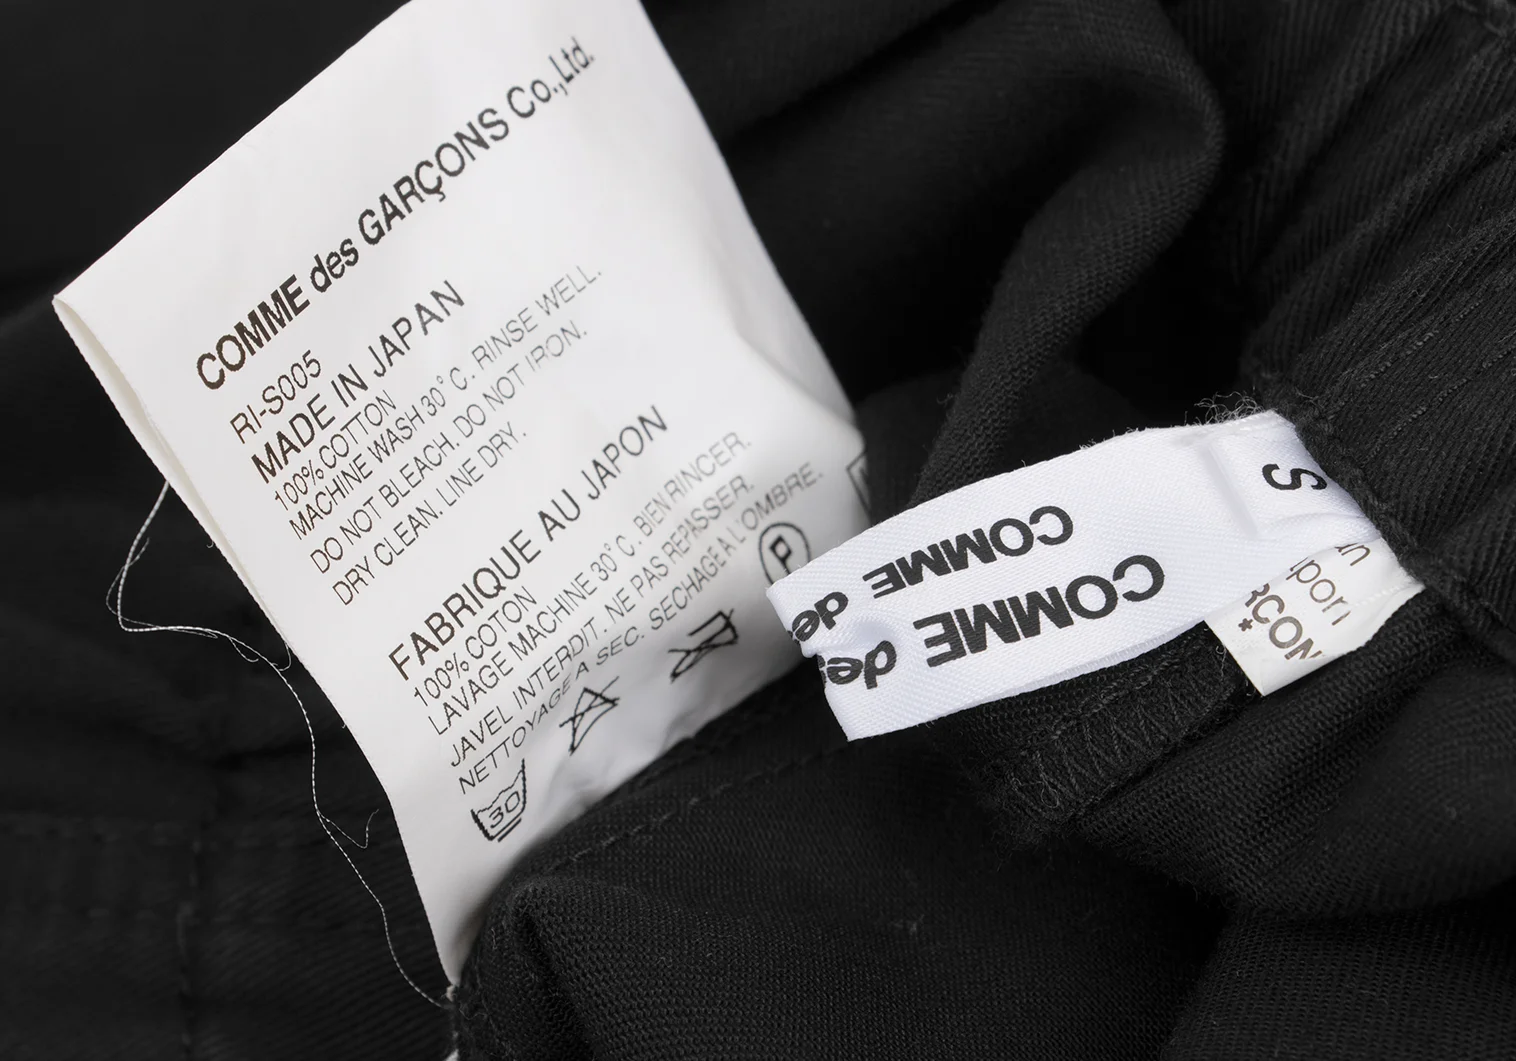 COMME des GARÇONS Co.,Ltd.
RI-S005
MADE IN JAPAN
100% COTTON
MACHINE WASH 30°C. RINSE WELL.
DO NOT BLEACH. DO NOT IRON.
DRY CLEAN. LINE DRY.
FABRIQUE AU JAPON
100% COTON
LAVAGE MACHINE 30°C. BIEN RINCER.
JAVEL INTERDIT. NE PAS REPASSER.
NETTOYAGE A SEC. SECHAGE A L'OMBRE.
30
P
COMME des
COMME des
S